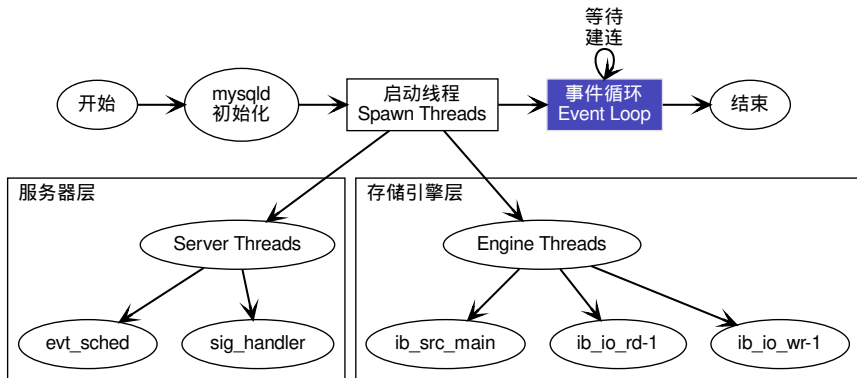 等待
建连
开始
mysqld
初始化
启动线程
Spawn Threads
事件循环
Event Loop
结束
服务器层
存储引擎层
Server Threads
Engine Threads
evt_sched
sig_handler
ib_src_main
ib_io_rd-1
ib_io_wr-1